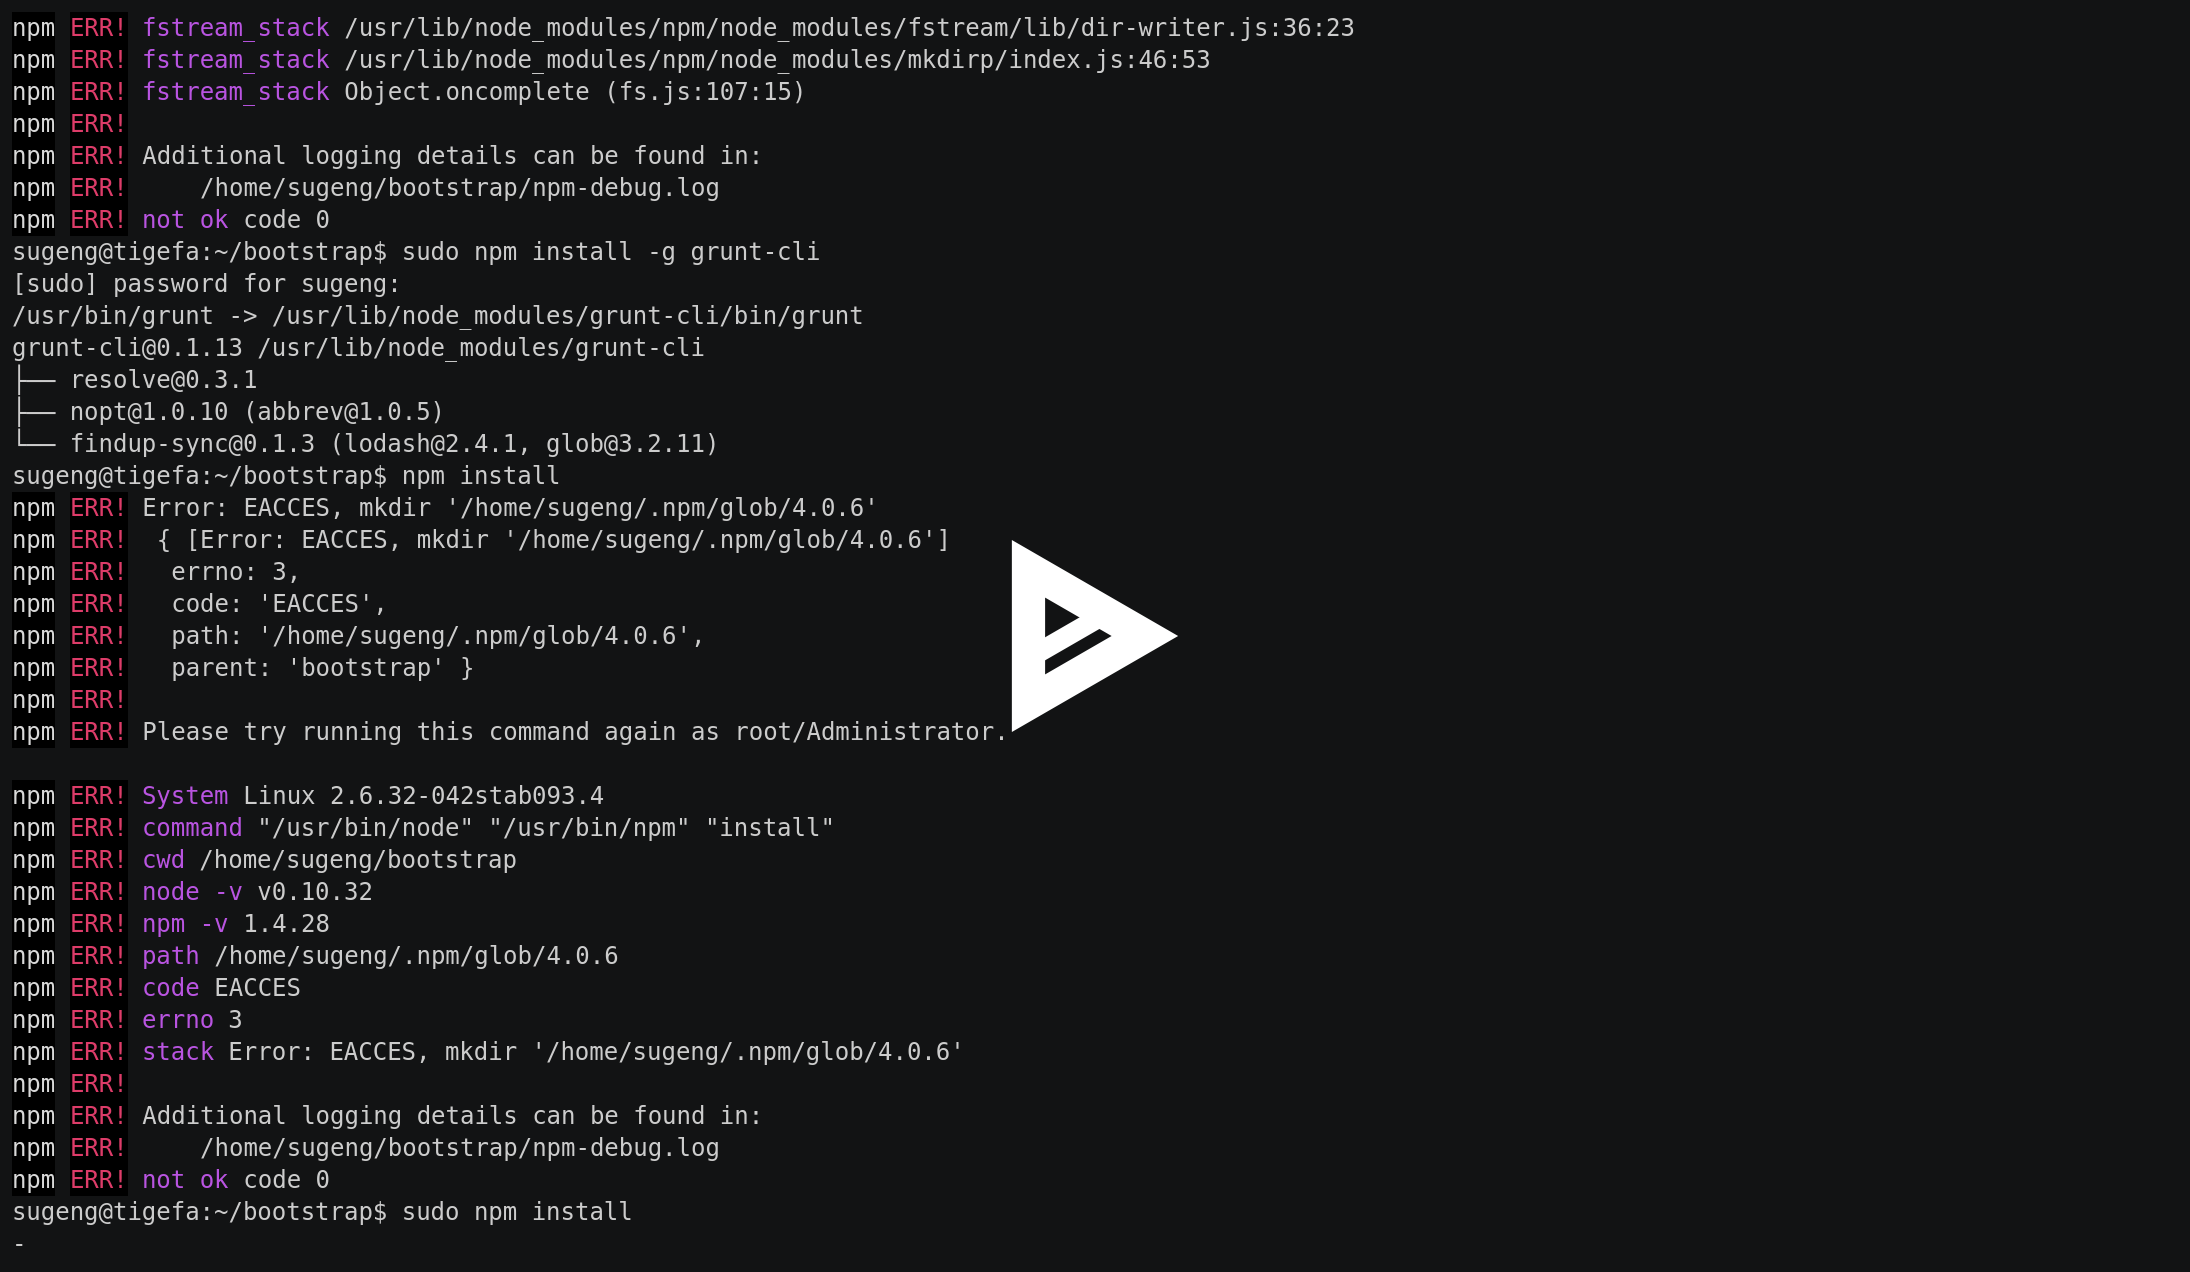 npm ERR! fstream_stack /usr/lib/node_modules/npm/node_modules/fstream/lib/dir-writer.js:36:23
npm ERR! fstream_stack /usr/lib/node_modules/npm/node_modules/mkdirp/index.js:46:53
npm ERR! fstream_stack Object.oncomplete (fs.js:107:15)
npm ERR!
npm ERR! Additional logging details can be found in:
npm ERR!     /home/sugeng/bootstrap/npm-debug.log
npm ERR! not ok code 0
sugeng@tigefa:~/bootstrap$ sudo npm install -g grunt-cli
[sudo] password for sugeng:
/usr/bin/grunt -> /usr/lib/node_modules/grunt-cli/bin/grunt
grunt-cli@0.1.13 /usr/lib/node_modules/grunt-cli
├── resolve@0.3.1
├── nopt@1.0.10 (abbrev@1.0.5)
└── findup-sync@0.1.3 (lodash@2.4.1, glob@3.2.11)
sugeng@tigefa:~/bootstrap$ npm install
npm ERR! Error: EACCES, mkdir '/home/sugeng/.npm/glob/4.0.6'
npm ERR!  { [Error: EACCES, mkdir '/home/sugeng/.npm/glob/4.0.6']
npm ERR!   errno: 3,
npm ERR!   code: 'EACCES',
npm ERR!   path: '/home/sugeng/.npm/glob/4.0.6',
npm ERR!   parent: 'bootstrap' }
npm ERR!
npm ERR! Please try running this command again as root/Administrator.

npm ERR! System Linux 2.6.32-042stab093.4
npm ERR! command "/usr/bin/node" "/usr/bin/npm" "install"
npm ERR! cwd /home/sugeng/bootstrap
npm ERR! node -v v0.10.32
npm ERR! npm -v 1.4.28
npm ERR! path /home/sugeng/.npm/glob/4.0.6
npm ERR! code EACCES
npm ERR! errno 3
npm ERR! stack Error: EACCES, mkdir '/home/sugeng/.npm/glob/4.0.6'
npm ERR!
npm ERR! Additional logging details can be found in:
npm ERR!     /home/sugeng/bootstrap/npm-debug.log
npm ERR! not ok code 0
sugeng@tigefa:~/bootstrap$ sudo npm install
-